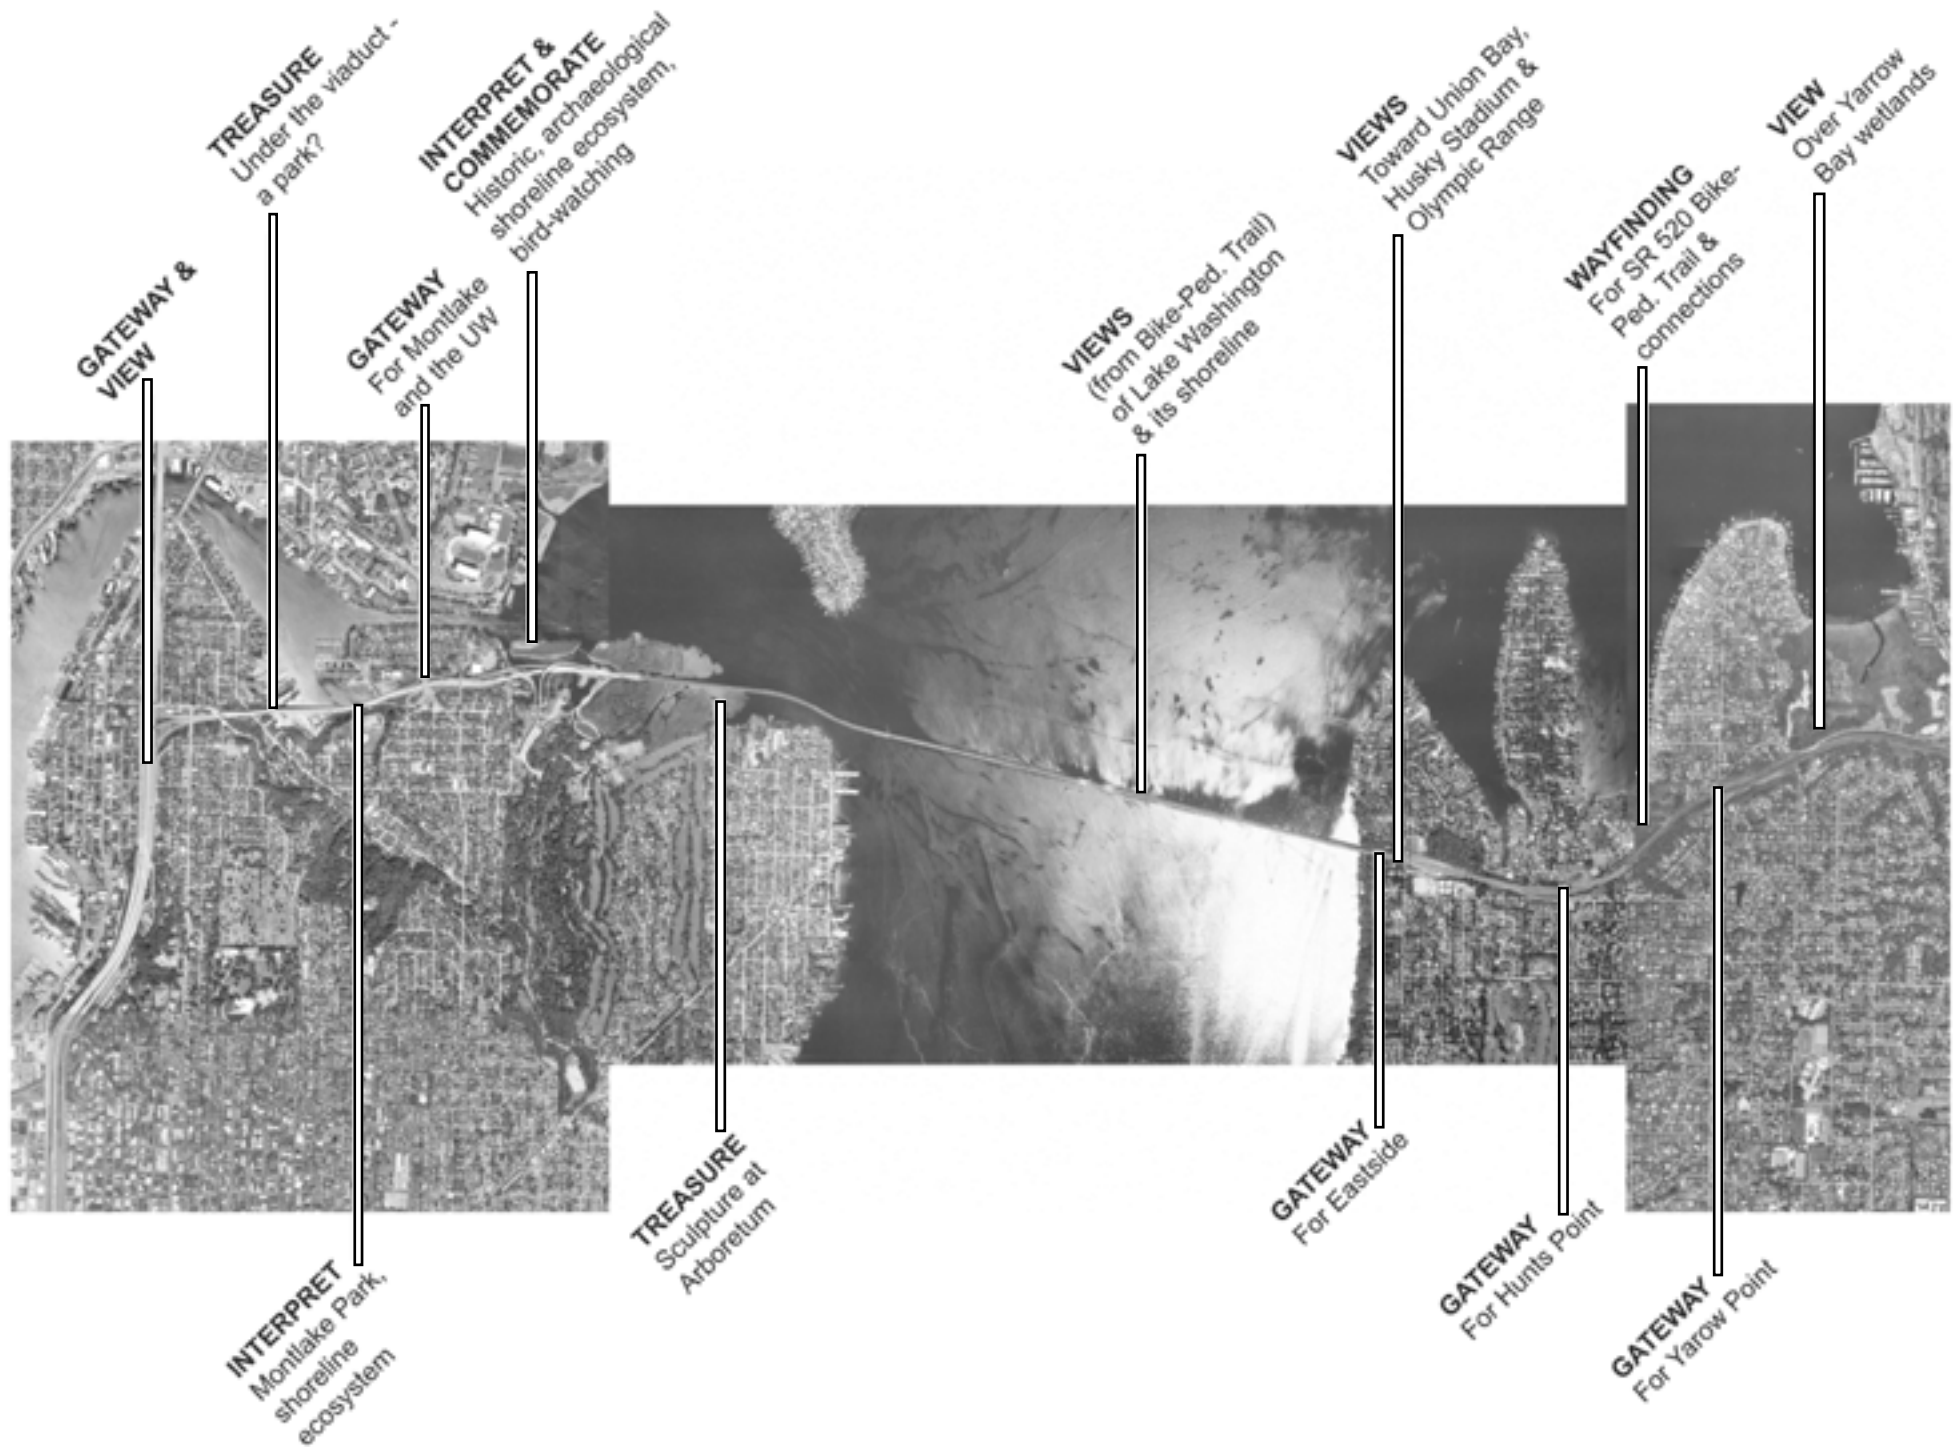 GATEWAY &
VIEW
TREASURE
Under the viaduct -
a park?
GATEWAY
For Montlake
and the UW
INTERPRET &
COMMEMORATE
Historic, archaeological
shoreline ecosystem,
bird-watching
VIEWS
(from Bike-Ped. Trail)
of Lake Washington
& its shoreline
VIEWS
Toward Union Bay,
Husky Stadium &
Olympic Range
WAYFINDING
For SR 520 Bike-
Ped. Trail &
connections
VIEW
Over Yarrow
Bay wetlands
INTERPRET
Montlake Park,
shoreline
ecosystem
TREASURE
Sculpture at
Arboretum
GATEWAY
For Eastside
GATEWAY
For Hunts Point
GATEWAY
For Yarow Point